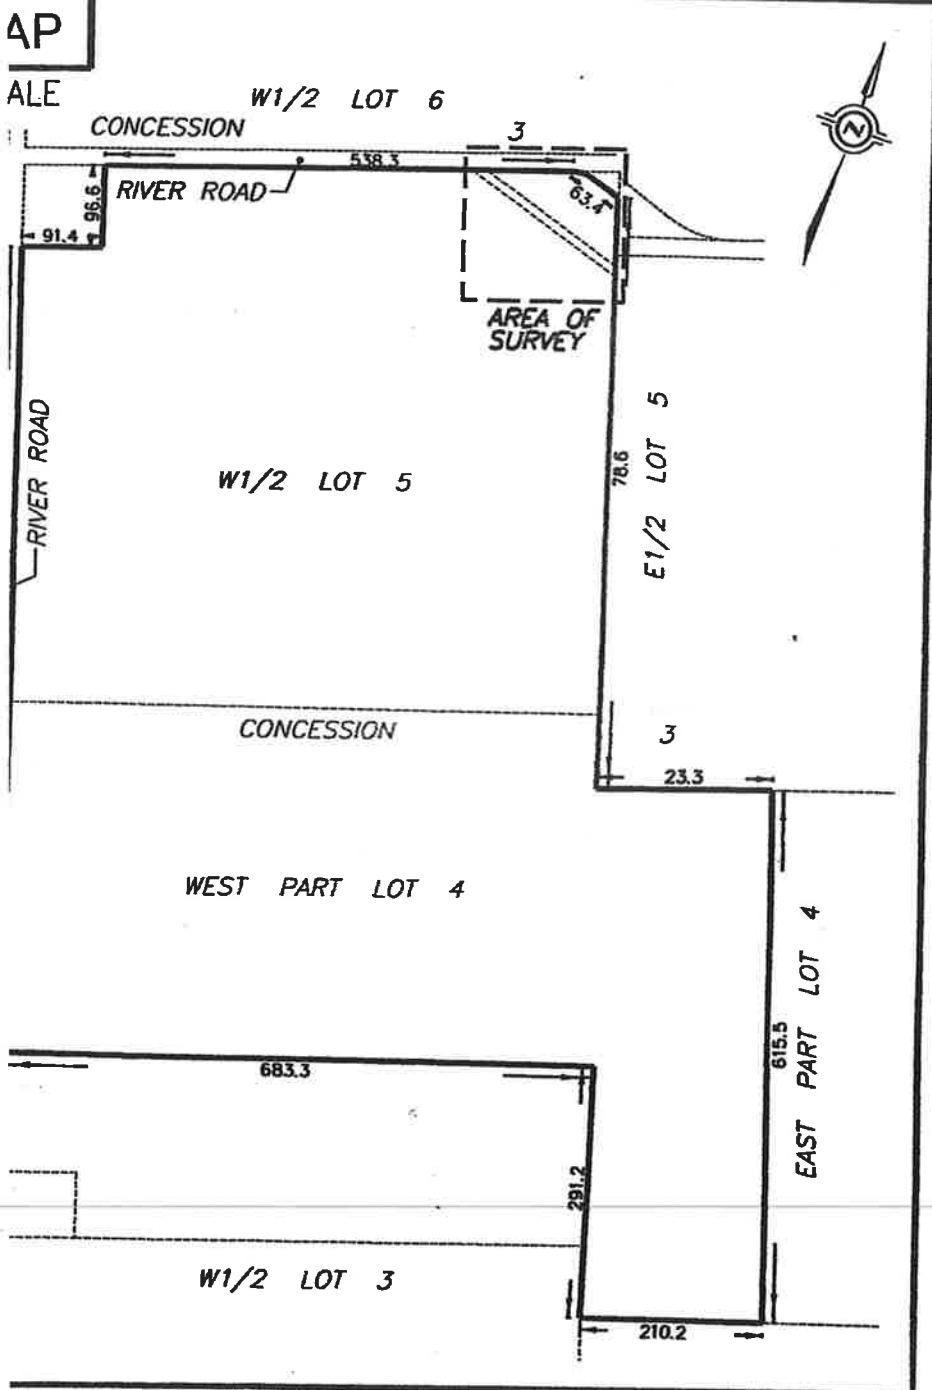 AP
ALE
W1/2 LOT 6
CONCESSION 3
538.3
RIVER ROAD
96.6
91.4
63.4
N
AREA OF
SURVEY
RIVER ROAD
W1/2 LOT 5
78.6
E1/2 LOT 5
CONCESSION 3
23.3
WEST PART LOT 4
EAST PART LOT 4
615.5
683.3
291.2
W1/2 LOT 3
210.2